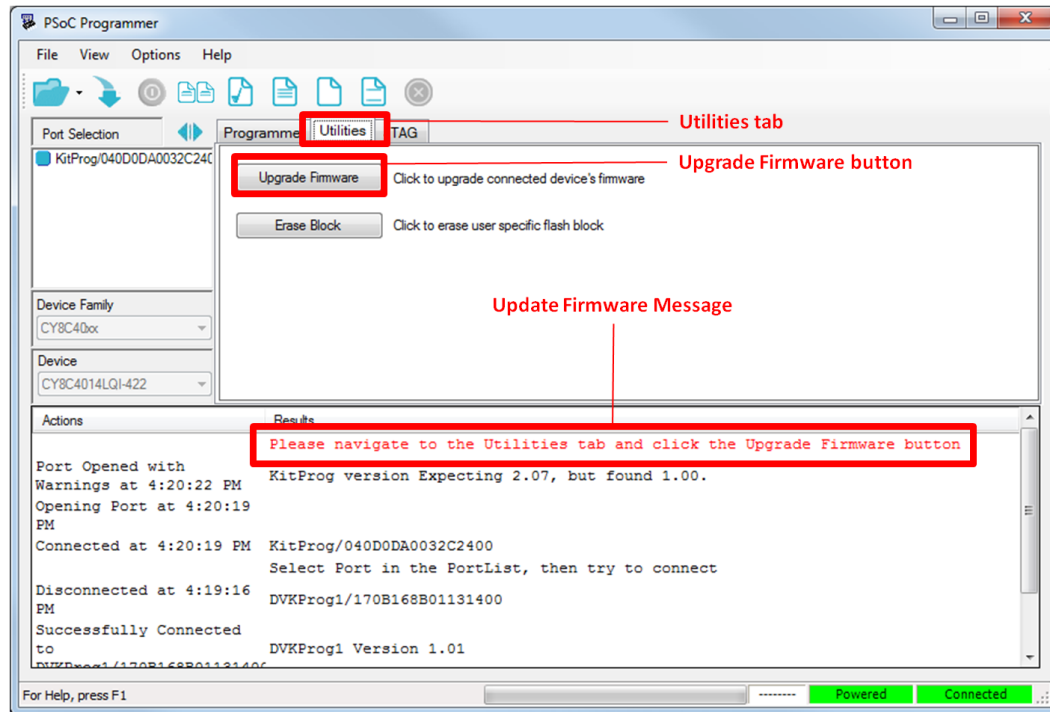 PSoC Programmer
File View Options Help
Utilities tab
Port Selection
Programme Utilities TAG
KitProg/040D0DA0032C240
Upgrade Firmware button
Upgrade Firmware Click to upgrade connected device's firmware
Erase Block Click to erase user specific flash block
Device Family
CY8C40xx
Update Firmware Message
Device
CY8C4014LQI-422
Actions Results
Please navigate to the Utilities tab and click the Upgrade Firmware button
Port Opened with
Warnings at 4:20:22 PM
KitProg version Expecting 2.07, but found 1.00.
Opening Port at 4:20:19
PM
Connected at 4:20:19 PM KitProg/040D0DA0032C2400
Select Port in the PortList, then try to connect
Disconnected at 4:19:16
PM
DVKProg1/170B168B01131400
Successfully Connected
to
DVKProg1 Version 1.01
DVKProg1/170B168B01131400
For Help, press F1
-------- Powered Connected